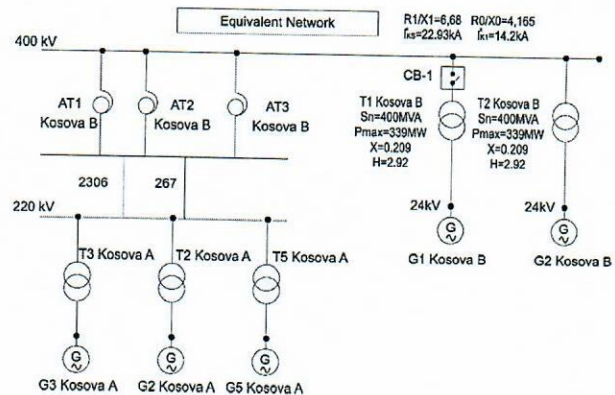 Equivalent Network
R1/X1=6,68 R0/X0=4,165
I"K3=22.93kA I"K1=14.2kA
400 kV
CB-1
AT1
Kosova B
AT2
Kosova B
AT3
Kosova B
T1 Kosova B
Sn=400MVA
Pmax=339MW
X=0.209
H=2.92
T2 Kosova B
Sn=400MVA
Pmax=339MW
X=0.209
H=2.92
2306
267
220 kV
24kV
24kV
G
G
G1 Kosova B
G2 Kosova B
T3 Kosova A
T2 Kosova A
T5 Kosova A
G
G
G
G3 Kosova A
G2 Kosova A
G5 Kosova A